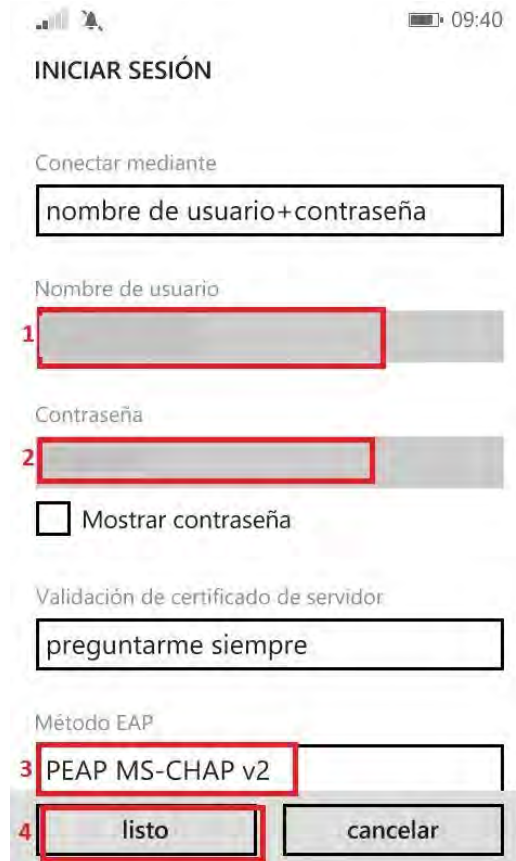 09:40
INICIAR SESIÓN
Conectar mediante
nombre de usuario+contraseña
Nombre de usuario
1
Contraseña
2
Mostrar contraseña
Validación de certificado de servidor
preguntarme siempre
Método EAP
3 PEAP MS-CHAP v2
4 listo cancelar